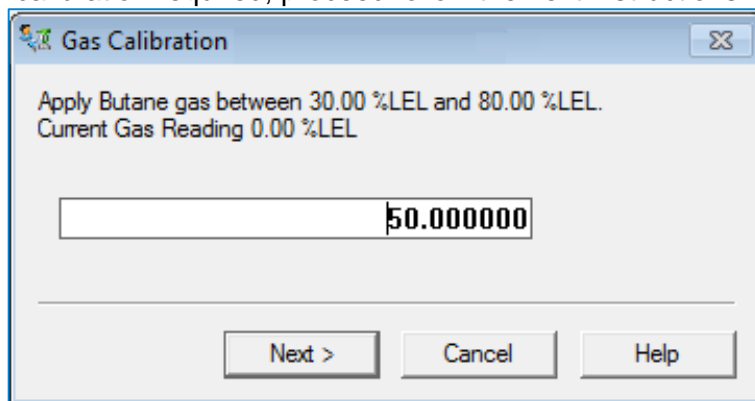 Gas Calibration
Apply Butane gas between 30.00 %LEL and 80.00 %LEL.
Current Gas Reading 0.00 %LEL
50.000000
Next >
Cancel
Help